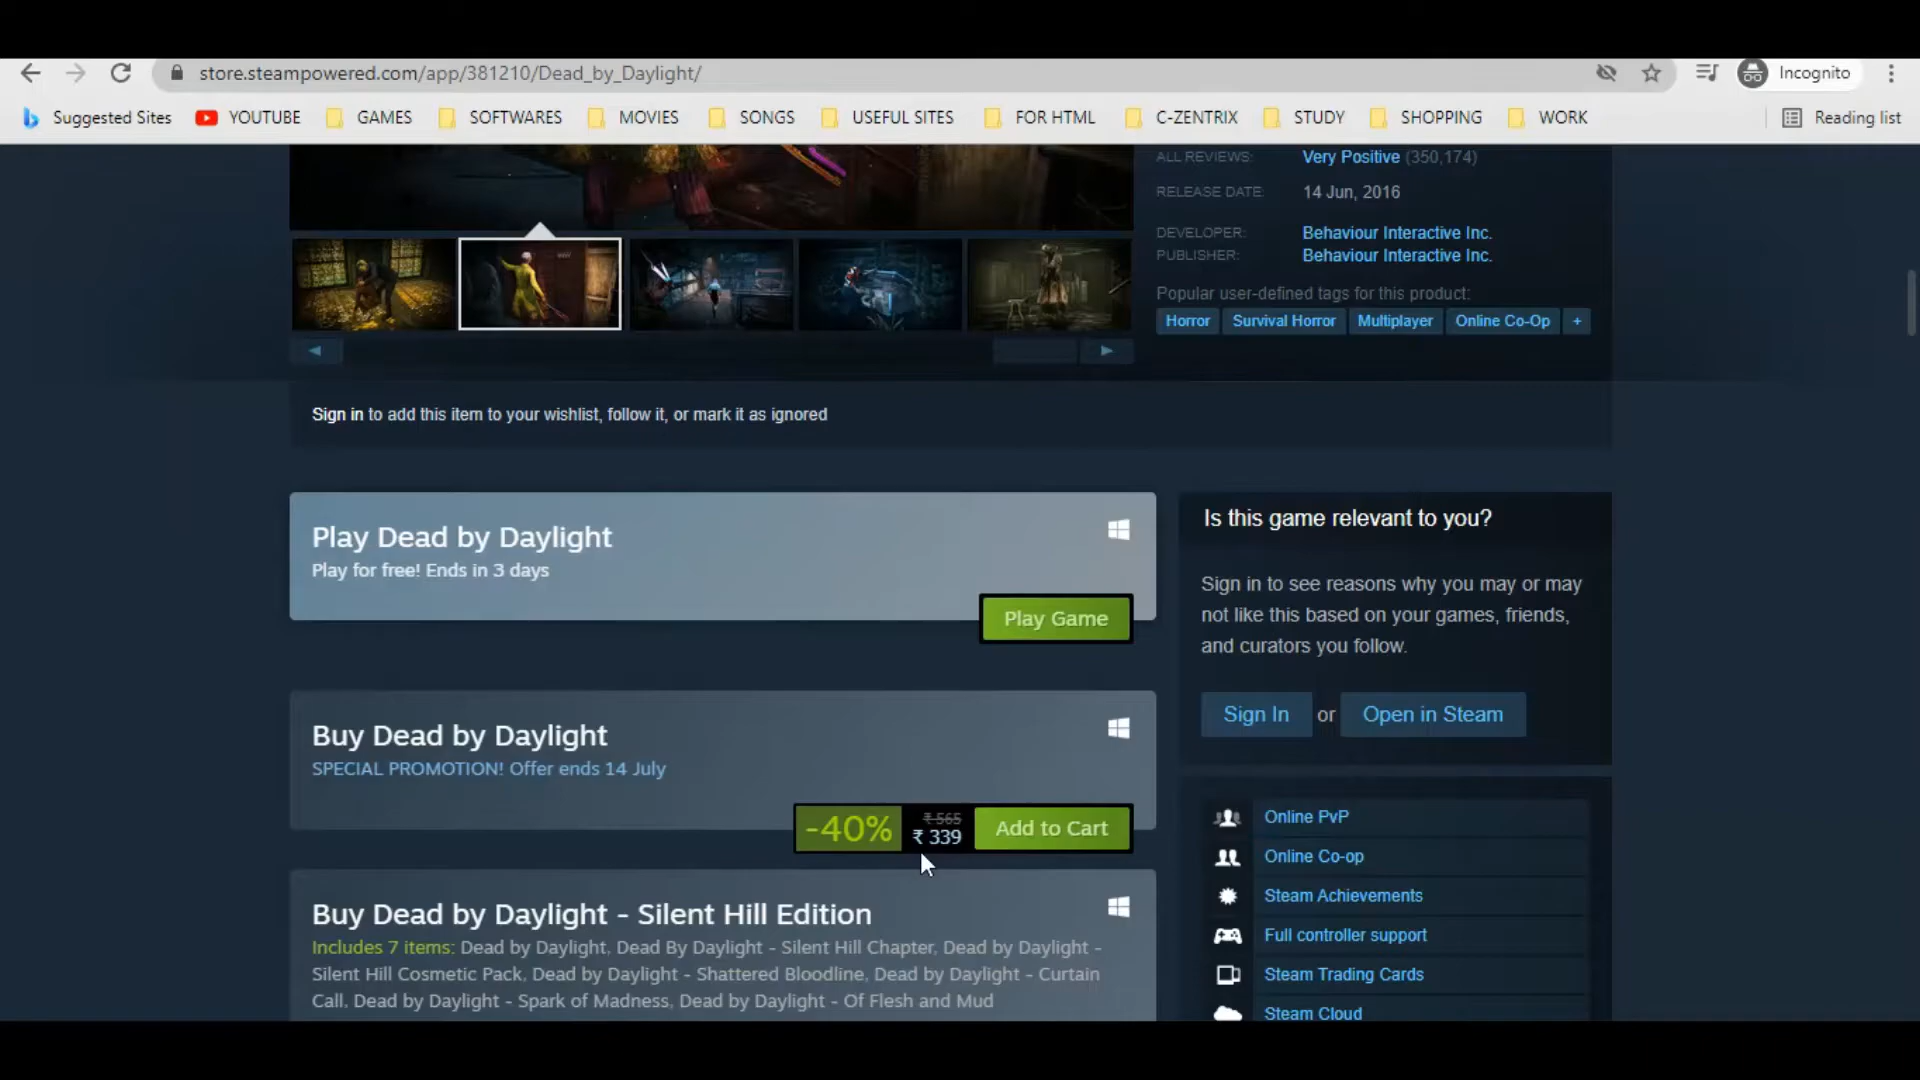 store.steampowered.com/app/381210/Dead_by_Daylight/
Incognito
Suggested Sites
YOUTUBE
GAMES
SOFTWARES
MOVIES
SONGS
USEFUL SITES
FOR HTML
C-ZENTRIX
STUDY
SHOPPING
WORK
Reading list
ALL REVIEWS: Very Positive (350,174)
RELEASE DATE: 14 Jun, 2016
DEVELOPER: Behaviour Interactive Inc.
PUBLISHER: Behaviour Interactive Inc.
Popular user-defined tags for this product:
Horror Survival Horror Multiplayer Online Co-Op +
Sign in to add this item to your wishlist, follow it, or mark it as ignored
Play Dead by Daylight
Play for free! Ends in 3 days
Play Game
Buy Dead by Daylight
SPECIAL PROMOTION! Offer ends 14 July
-40%
₹ 565
₹ 339
Add to Cart
Buy Dead by Daylight - Silent Hill Edition
Includes 7 items: Dead by Daylight, Dead By Daylight - Silent Hill Chapter, Dead by Daylight -
Silent Hill Cosmetic Pack, Dead by Daylight - Shattered Bloodline, Dead by Daylight - Curtain
Call, Dead by Daylight - Spark of Madness, Dead by Daylight - Of Flesh and Mud
Is this game relevant to you?
Sign in to see reasons why you may or may
not like this based on your games, friends,
and curators you follow.
Sign In or Open in Steam
Online PvP
Online Co-op
Steam Achievements
Full controller support
Steam Trading Cards
Steam Cloud